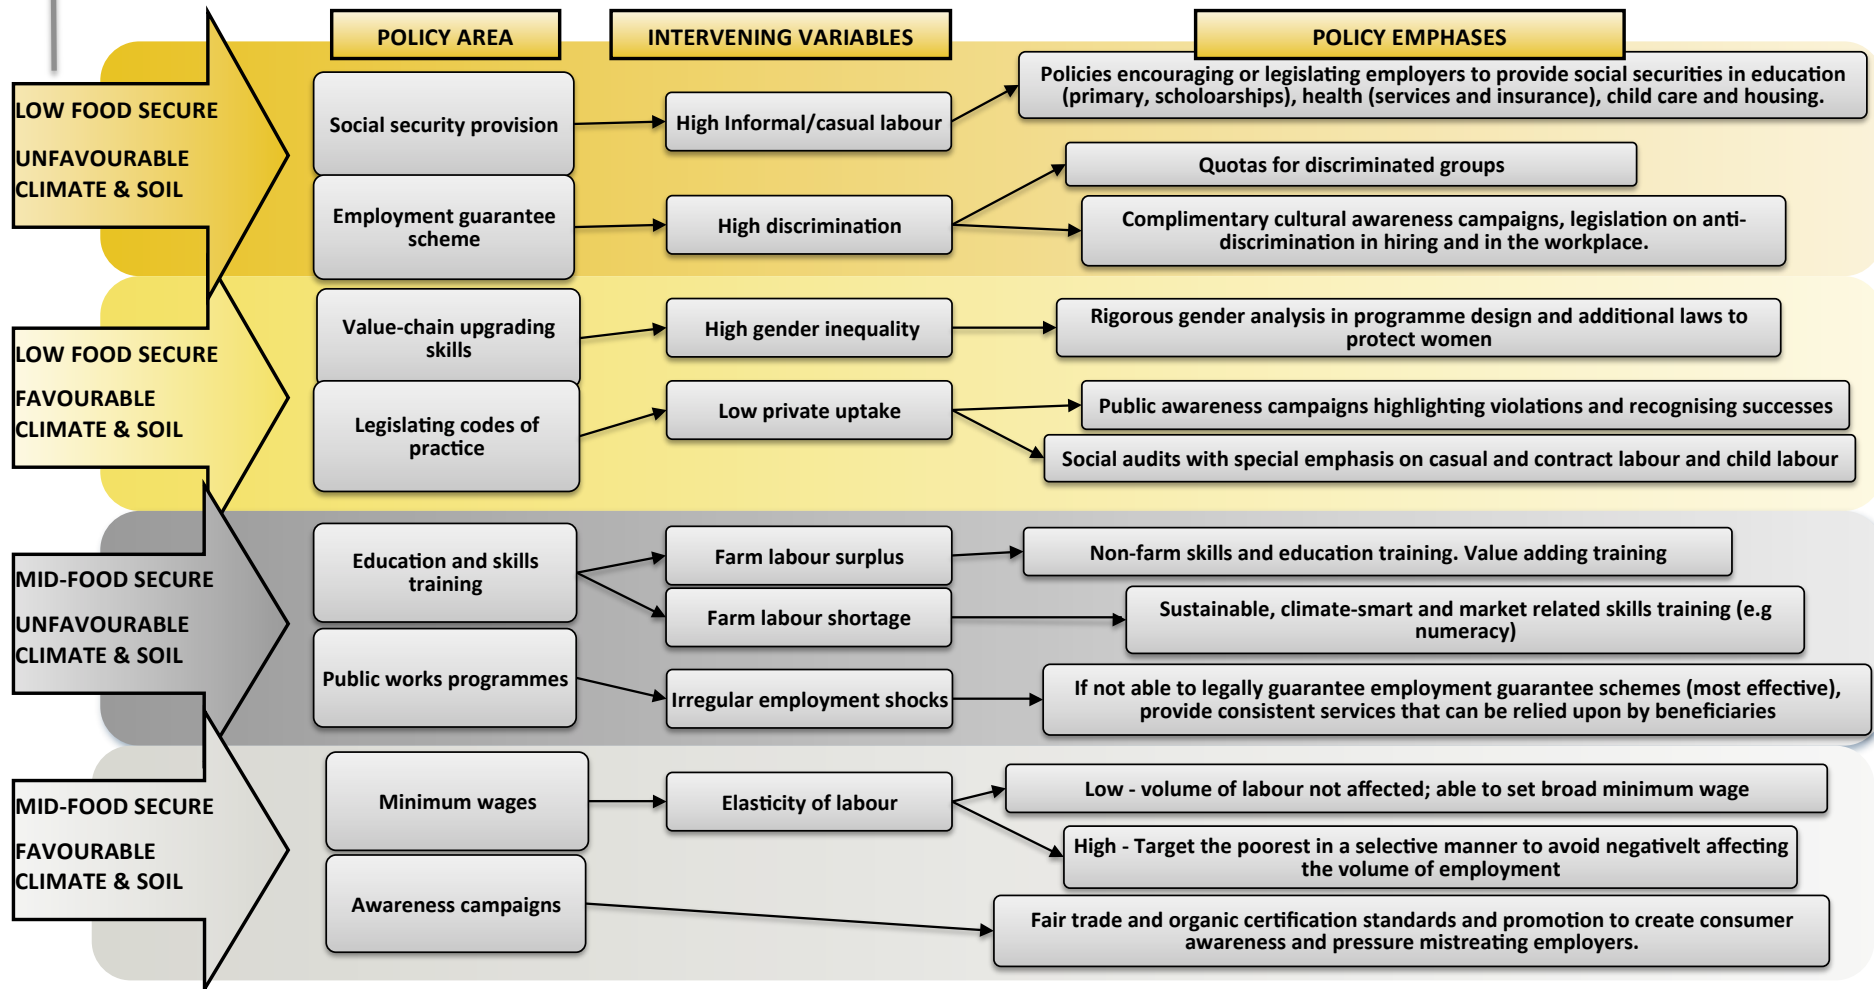 POLICY AREA
INTERVENING VARIABLES
POLICY EMPHASES
LOW FOOD SECURE
UNFAVOURABLE
CLIMATE & SOIL
Social security provision
High Informal/casual labour
Policies encouraging or legislating employers to provide social securities in education
(primary, scholoarships), health (services and insurance), child care and housing.
Employment guarantee
scheme
High discrimination
Quotas for discriminated groups
Complimentary cultural awareness campaigns, legislation on anti-
discrimination in hiring and in the workplace.
LOW FOOD SECURE
FAVOURABLE
CLIMATE & SOIL
Value-chain upgrading
skills
High gender inequality
Rigorous gender analysis in programme design and additional laws to
protect women
Legislating codes of
practice
Low private uptake
Public awareness campaigns highlighting violations and recognising successes
Social audits with special emphasis on casual and contract labour and child labour
MID-FOOD SECURE
UNFAVOURABLE
CLIMATE & SOIL
Education and skills
training
Farm labour surplus
Non-farm skills and education training. Value adding training
Farm labour shortage
Sustainable, climate-smart and market related skills training (e.g
numeracy)
Public works programmes
Irregular employment shocks
If not able to legally guarantee employment guarantee schemes (most effective),
provide consistent services that can be relied upon by beneficiaries
MID-FOOD SECURE
FAVOURABLE
CLIMATE & SOIL
Minimum wages
Elasticity of labour
Low - volume of labour not affected; able to set broad minimum wage
High - Target the poorest in a selective manner to avoid negativelt affecting
the volume of employment
Awareness campaigns
Fair trade and organic certification standards and promotion to create consumer
awareness and pressure mistreating employers.